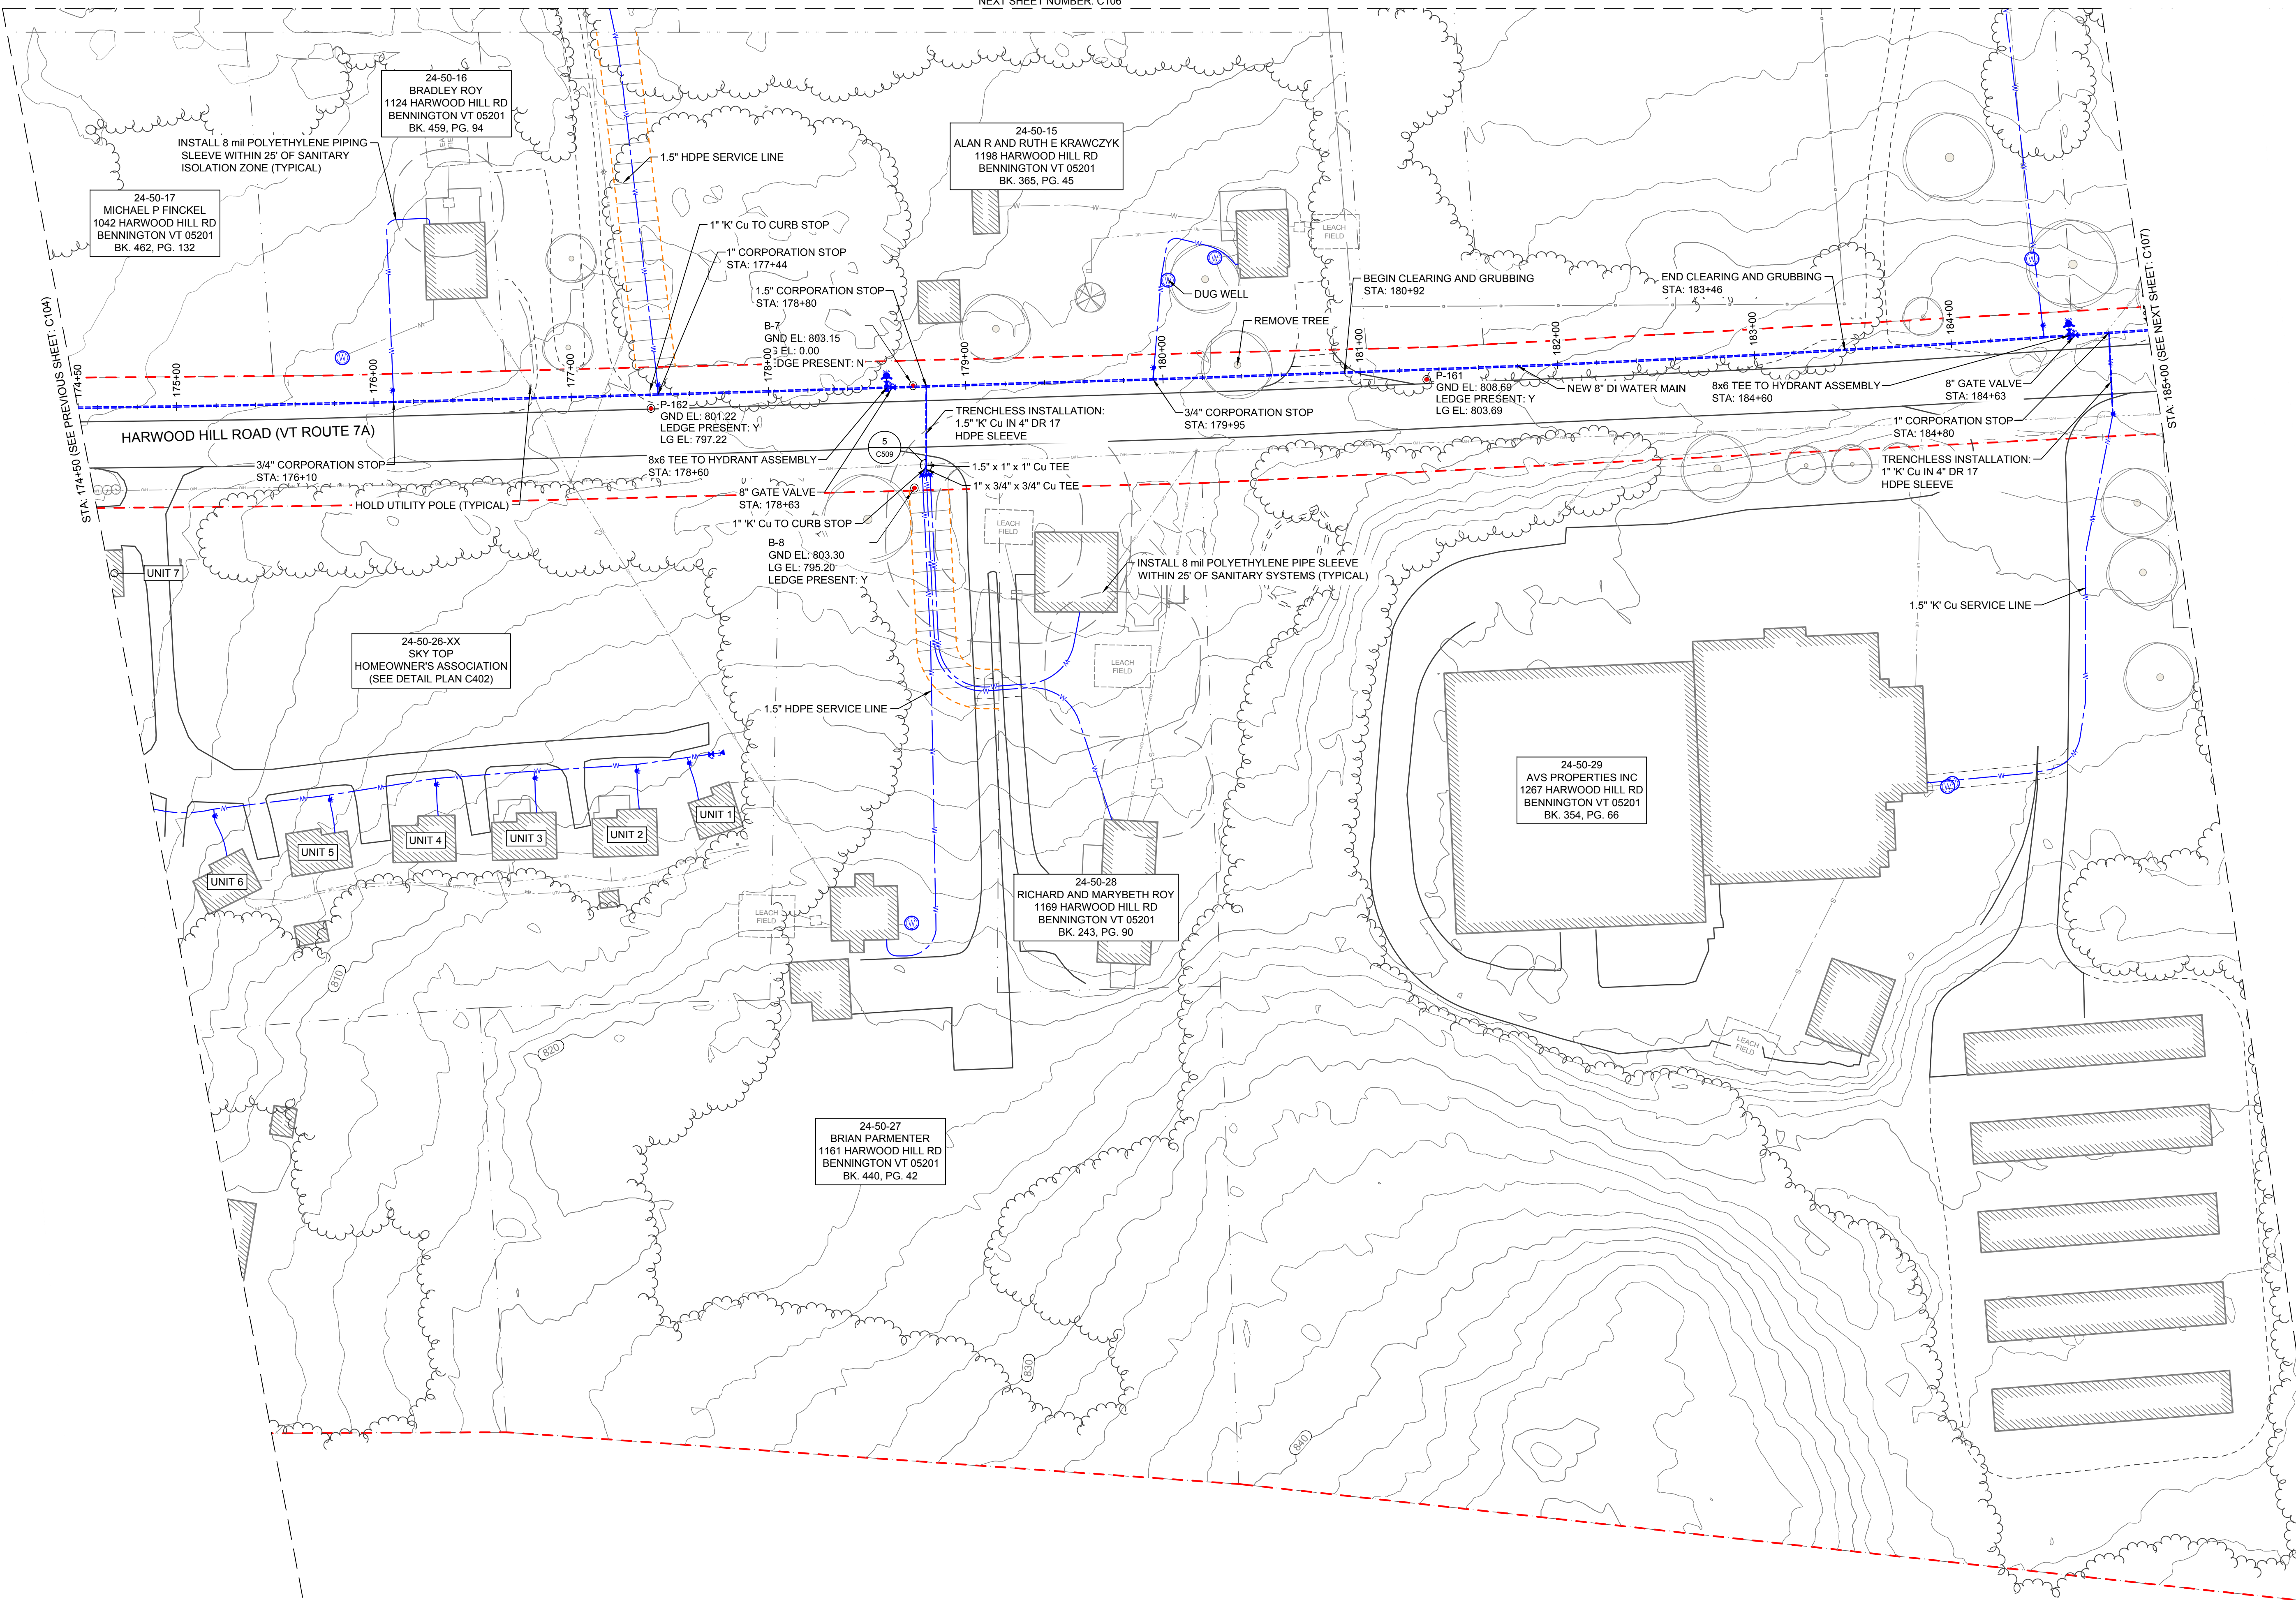 NEXT SHEET NUMBER: C106
24-50-16
BRADLEY ROY
1124 HARWOOD HILL RD
BENNINGTON VT 05201
BK. 459, PG. 94
INSTALL 8 mil POLYETHYLENE PIPING
SLEEVE WITHIN 25' OF SANITARY
ISOLATION ZONE (TYPICAL)
24-50-17
MICHAEL P FINCKEL
1042 HARWOOD HILL RD
BENNINGTON VT 05201
BK. 462, PG. 132
1.5" HDPE SERVICE LINE
24-50-15
ALAN R AND RUTH E KRAWCZYK
1198 HARWOOD HILL RD
BENNINGTON VT 05201
BK. 365, PG. 45
1" 'K' Cu TO CURB STOP
1" CORPORATION STOP
STA: 177+44
1.5" CORPORATION STOP
STA: 178+80
B-7
GND EL: 803.15
EL: 0.00
DGE PRESENT: N
LEACH
FIELD
DUG WELL
REMOVE TREE
BEGIN CLEARING AND GRUBBING
STA: 180+92
END CLEARING AND GRUBBING
STA: 183+46
STA: 174+50 (SEE PREVIOUS SHEET: C104)
174+50
175+00
176+00
177+00
178+00
179+00
180+00
181+00
182+00
183+00
184+00
STA: 185+00 (SEE NEXT SHEET: C107)
HARWOOD HILL ROAD (VT ROUTE 7A)
P-162
GND EL: 801.22
LEDGE PRESENT: Y
LG EL: 797.22
P-161
GND EL: 808.69
LEDGE PRESENT: Y
LG EL: 803.69
NEW 8" DI WATER MAIN
8x6 TEE TO HYDRANT ASSEMBLY
STA: 184+60
8" GATE VALVE
STA: 184+63
1" CORPORATION STOP
STA: 184+80
TRENCHLESS INSTALLATION:
1" 'K' Cu IN 4" DR 17
HDPE SLEEVE
3/4" CORPORATION STOP
STA: 179+95
TRENCHLESS INSTALLATION:
1.5" 'K' Cu IN 4" DR 17
HDPE SLEEVE
5
C509
3/4" CORPORATION STOP
STA: 176+10
8x6 TEE TO HYDRANT ASSEMBLY
STA: 178+60
1.5" x 1" x 1" Cu TEE
1" x 3/4" x 3/4" Cu TEE
8" GATE VALVE
STA: 178+63
HOLD UTILITY POLE (TYPICAL)
1" 'K' Cu TO CURB STOP
B-8
GND EL: 803.30
LG EL: 795.20
LEDGE PRESENT: Y
LEACH
FIELD
INSTALL 8 mil POLYETHYLENE PIPE SLEEVE
WITHIN 25' OF SANITARY SYSTEMS (TYPICAL)
UNIT 7
1.5" 'K' Cu SERVICE LINE
24-50-26-XX
SKY TOP
HOMEOWNER'S ASSOCIATION
(SEE DETAIL PLAN C402)
LEACH
FIELD
1.5" HDPE SERVICE LINE
24-50-29
AVS PROPERTIES INC
1267 HARWOOD HILL RD
BENNINGTON VT 05201
BK. 354, PG. 66
UNIT 1
UNIT 2
UNIT 3
UNIT 4
UNIT 5
UNIT 6
LEACH
FIELD
24-50-28
RICHARD AND MARYBETH ROY
1169 HARWOOD HILL RD
BENNINGTON VT 05201
BK. 243, PG. 90
810
820
LEACH
FIELD
24-50-27
BRIAN PARMENTER
1161 HARWOOD HILL RD
BENNINGTON VT 05201
BK. 440, PG. 42
830
840